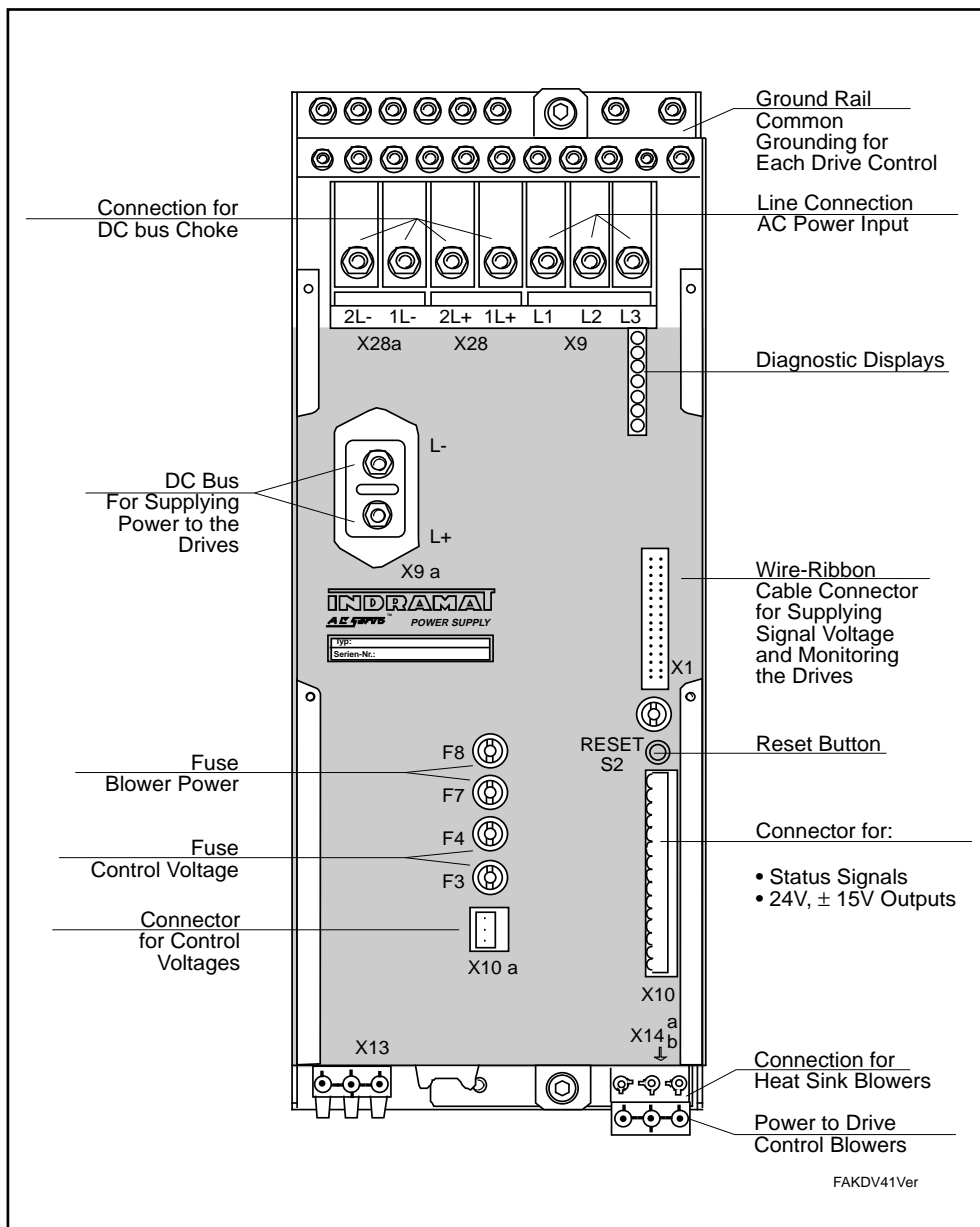 Ground Rail
Common
Grounding for
Each Drive Control
Connection for
DC bus Choke
Line Connection
AC Power Input
2L- 1L- 2L+ 1L+ L1 L2 L3
X28a X28 X9
Diagnostic Displays
L-
DC Bus
For Supplying
Power to the
Drives
L+
X9 a
Wire-Ribbon
Cable Connector
for Supplying
Signal Voltage
and Monitoring
the Drives
INDRAMAT
AC Servo™ POWER SUPPLY
Typ:
Serien-Nr.:
X1
RESET
S2
Reset Button
F8
Fuse
Blower Power
F7
F4
Fuse
Control Voltage
F3
Connector for:
• Status Signals
• 24V, ± 15V Outputs
Connector
for Control
Voltages
X10 a
X10
X14 a
b
X13
Connection for
Heat Sink Blowers
Power to Drive
Control Blowers
FAKDV41Ver